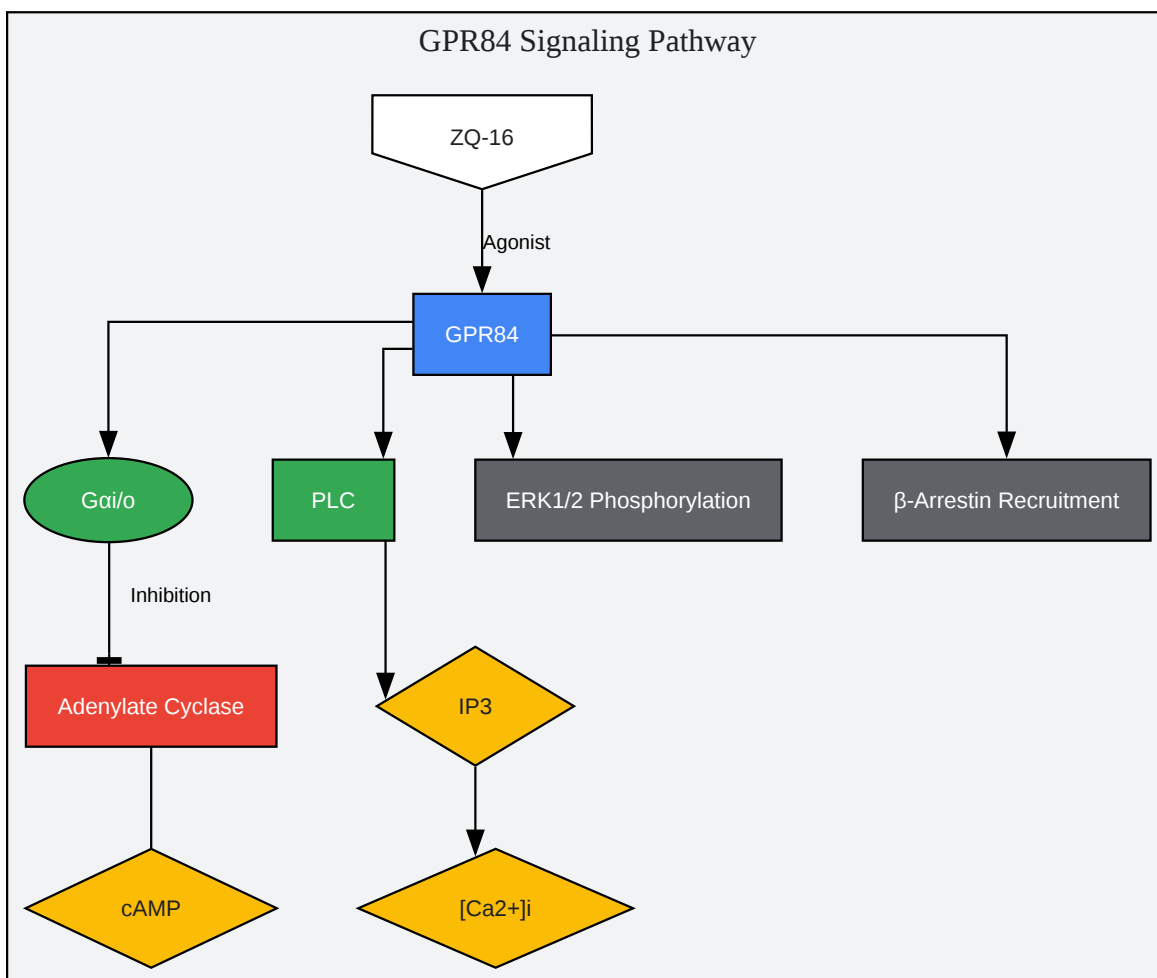 GPR84 Signaling Pathway
ZQ-16
Agonist
GPR84
Gαi/o
PLC
ERK1/2 Phosphorylation
β-Arrestin Recruitment
Inhibition
Adenylate Cyclase
IP3
cAMP
[Ca2+]i